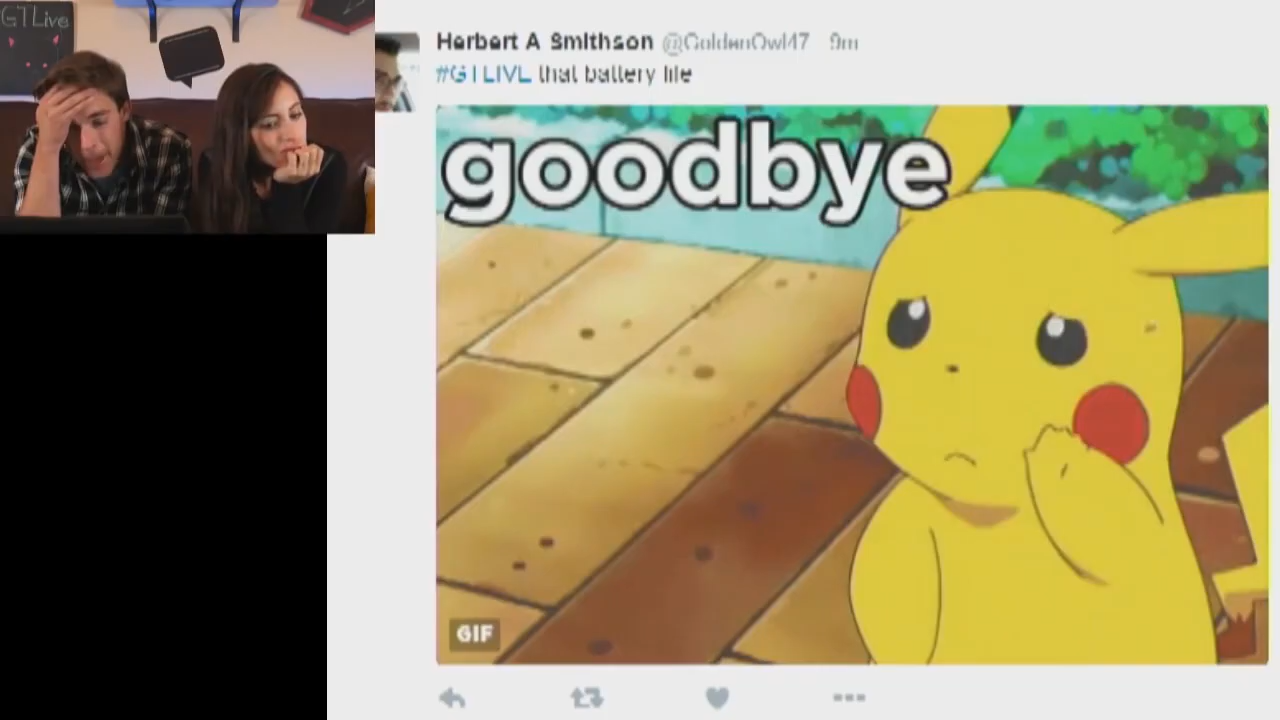 GTLive
Herbert A Smithson @GoldenOwl47 9m
#GTLIVE that battery life
goodbye
GIF